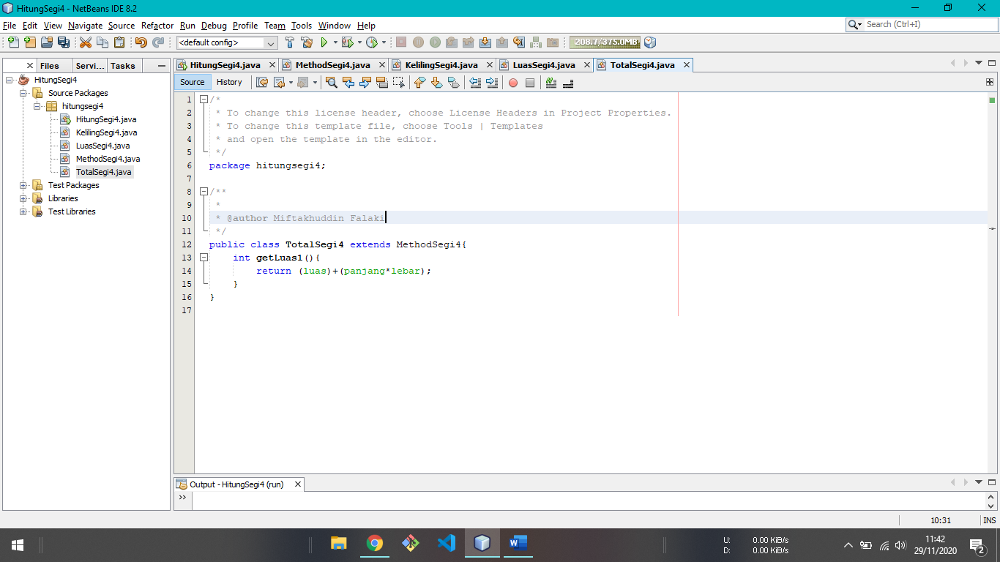 HitungSegi4 - NetBeans IDE 8.2
File Edit View Navigate Source Refactor Run Debug Profile Team Tools Window Help
Search (Ctrl+I)
<default config>
208.7/375.0MB
Files Servi... Tasks
HitungSegi4.java MethodSegi4.java KelilingSegi4.java LuasSegi4.java TotalSegi4.java
Source History
HitungSegi4
Source Packages
hitungsegi4
HitungSegi4.java
KelilingSegi4.java
LuasSegi4.java
MethodSegi4.java
TotalSegi4.java
Test Packages
Libraries
Test Libraries
1 /*
2 * To change this license header, choose License Headers in Project Properties.
3 * To change this template file, choose Tools | Templates
4 * and open the template in the editor.
5 */
6 package hitungsegi4;
7
8 /**
9 *
10 * @author Miftakhuddin Falaki
11 */
12 public class TotalSegi4 extends MethodSegi4{
13 int getLuas1(){
14 return (luas)+(panjang*lebar);
15 }
16 }
17
Output - HitungSegi4 (run)
10:31 INS
U: 0.00 KiB/s
D: 0.00 KiB/s
11:42
29/11/2020
2